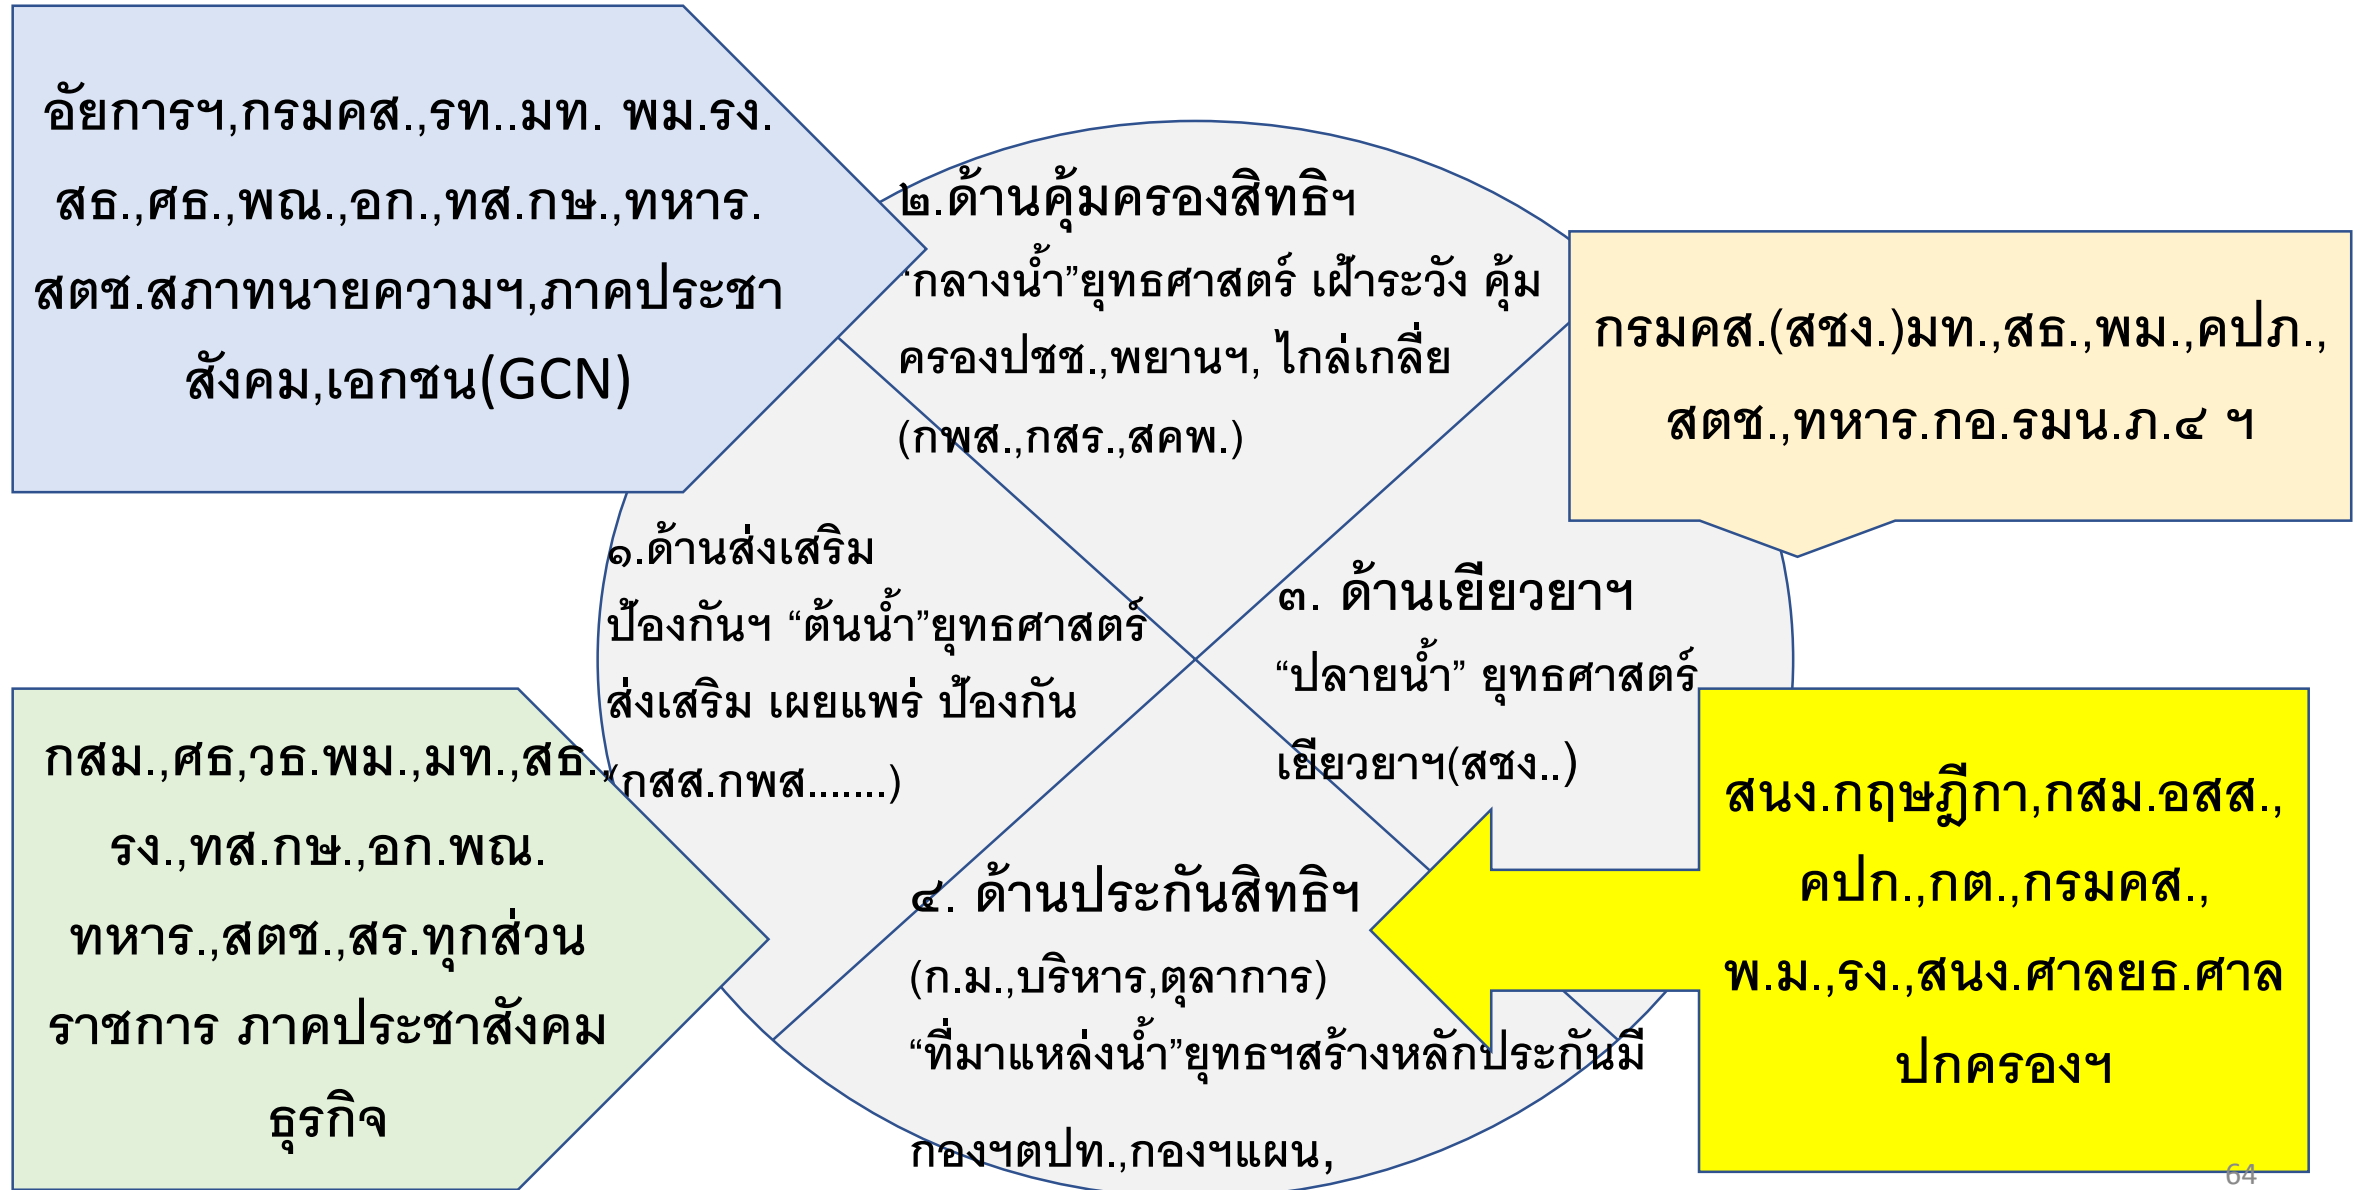 อัยการฯ,กรมคส.,รท..มท. พม.รง.
สธ.,ศธ.,พณ.,อก.,ทส.กษ.,ทหาร.
สตช.สภาทนายความฯ,ภาคประชา
สังคม,เอกชน(GCN)
๒.ด้านคุ้มครองสิทธิฯ
“กลางน้ำ”ยุทธศาสตร์ เฝ้าระวัง คุ้ม
ครองปชช.,พยานฯ, ไกล่เกลี่ย
(กพส.,กสร.,สคพ.)
กรมคส.(สชง.)มท.,สธ.,พม.,คปภ.,
สตช.,ทหาร.กอ.รมน.ภ.๔ ฯ
๑.ด้านส่งเสริม
ป้องกันฯ “ต้นน้ำ”ยุทธศาสตร์
ส่งเสริม เผยแพร่ ป้องกัน
(กสส.กพส.......)
๓. ด้านเยียวยาฯ
“ปลายน้ำ” ยุทธศาสตร์
เยียวยาฯ(สชง..)
กสม.,ศธ,วธ.พม.,มท.,สธ.,
รง.,ทส.กษ.,อก.พณ.
ทหาร.,สตช.,สร.ทุกส่วน
ราชการ ภาคประชาสังคม
ธุรกิจ
๔. ด้านประกันสิทธิฯ
(ก.ม.,บริหาร,ตุลาการ)
“ที่มาแหล่งน้ำ”ยุทธฯสร้างหลักประกันมี
กองฯตปท.,กองฯแผน,
สนง.กฤษฎีกา,กสม.อสส.,
คปก.,กต.,กรมคส.,
พ.ม.,รง.,สนง.ศาลยธ.ศาล
ปกครองฯ
64